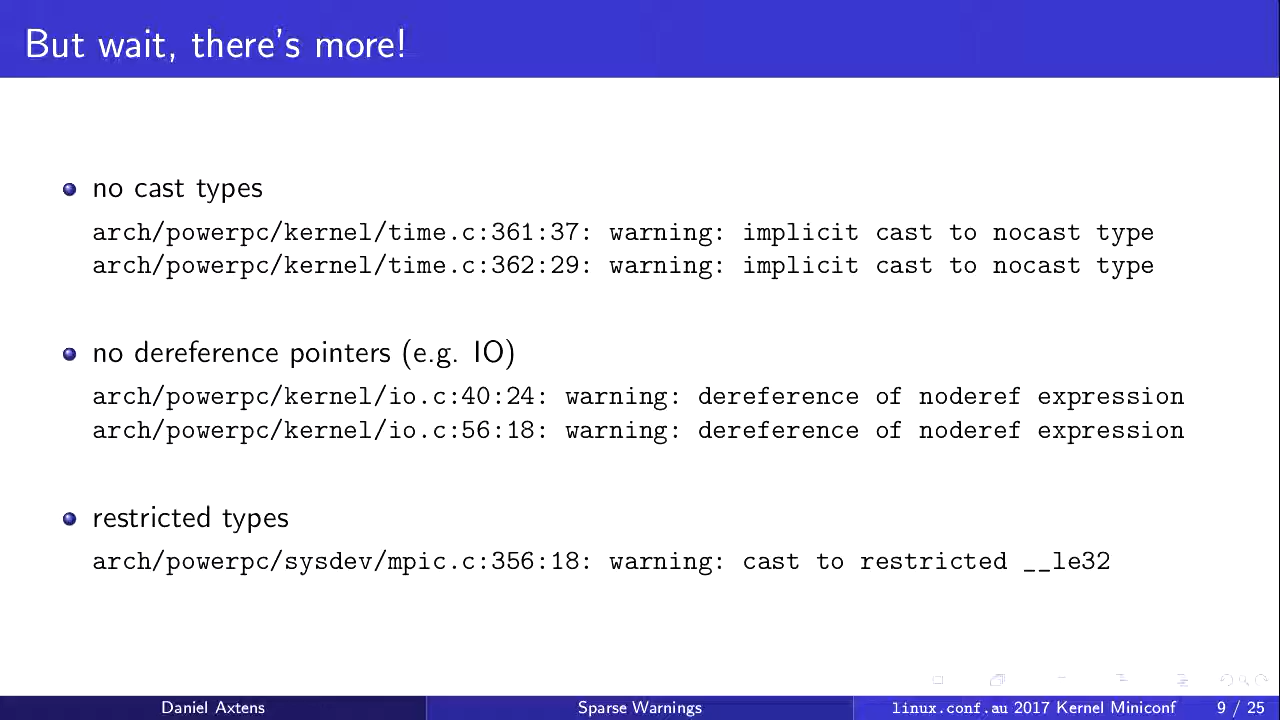 But wait, there's more!
no cast types
arch/powerpc/kernel/time.c:361:37: warning: implicit cast to nocast type
arch/powerpc/kernel/time.c:362:29: warning: implicit cast to nocast type
no dereference pointers (e.g. IO)
arch/powerpc/kernel/io.c:40:24: warning: dereference of noderef expression
arch/powerpc/kernel/io.c:56:18: warning: dereference of noderef expression
restricted types
arch/powerpc/sysdev/mpic.c:356:18: warning: cast to restricted __le32
Daniel Axtens Sparse Warnings linux.conf.au 2017 Kernel Miniconf 9 / 25